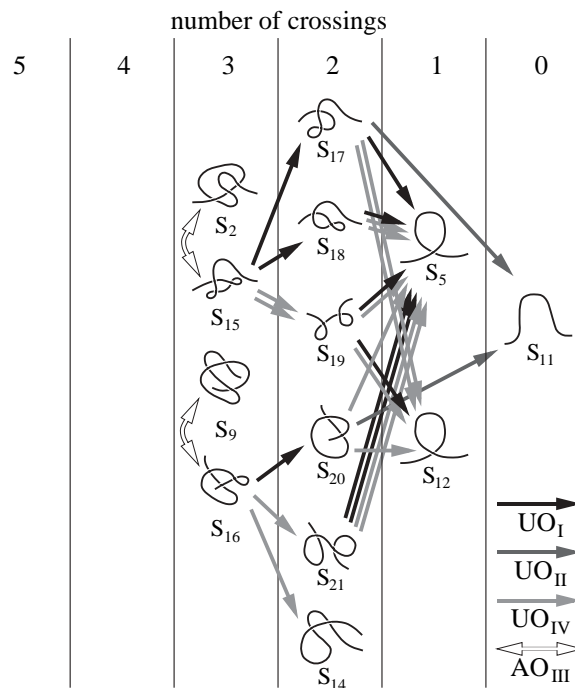 number of crossings
5 4 3 2 1 0
S17
S2
S18
S5
S15
S19
S11
S9
S20
S12
S16
UOI
S21
UOII
UOIV
S14
AOIII